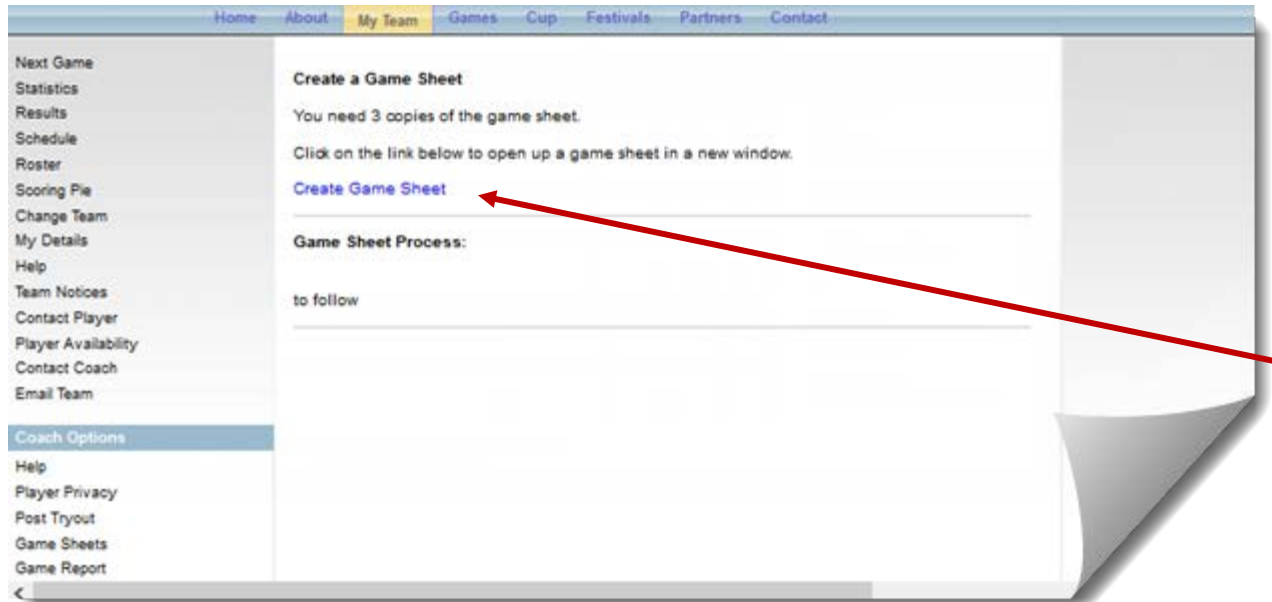 Home About My Team Games Cup Festivals Partners Contact
Next Game
Statistics
Results
Schedule
Roster
Scoring Pie
Change Team
My Details
Help
Team Notices
Contact Player
Player Availability
Contact Coach
Email Team
Coach Options
Help
Player Privacy
Post Tryout
Game Sheets
Game Report
Create a Game Sheet
You need 3 copies of the game sheet.
Click on the link below to open up a game sheet in a new window.
Create Game Sheet
Game Sheet Process:
to follow